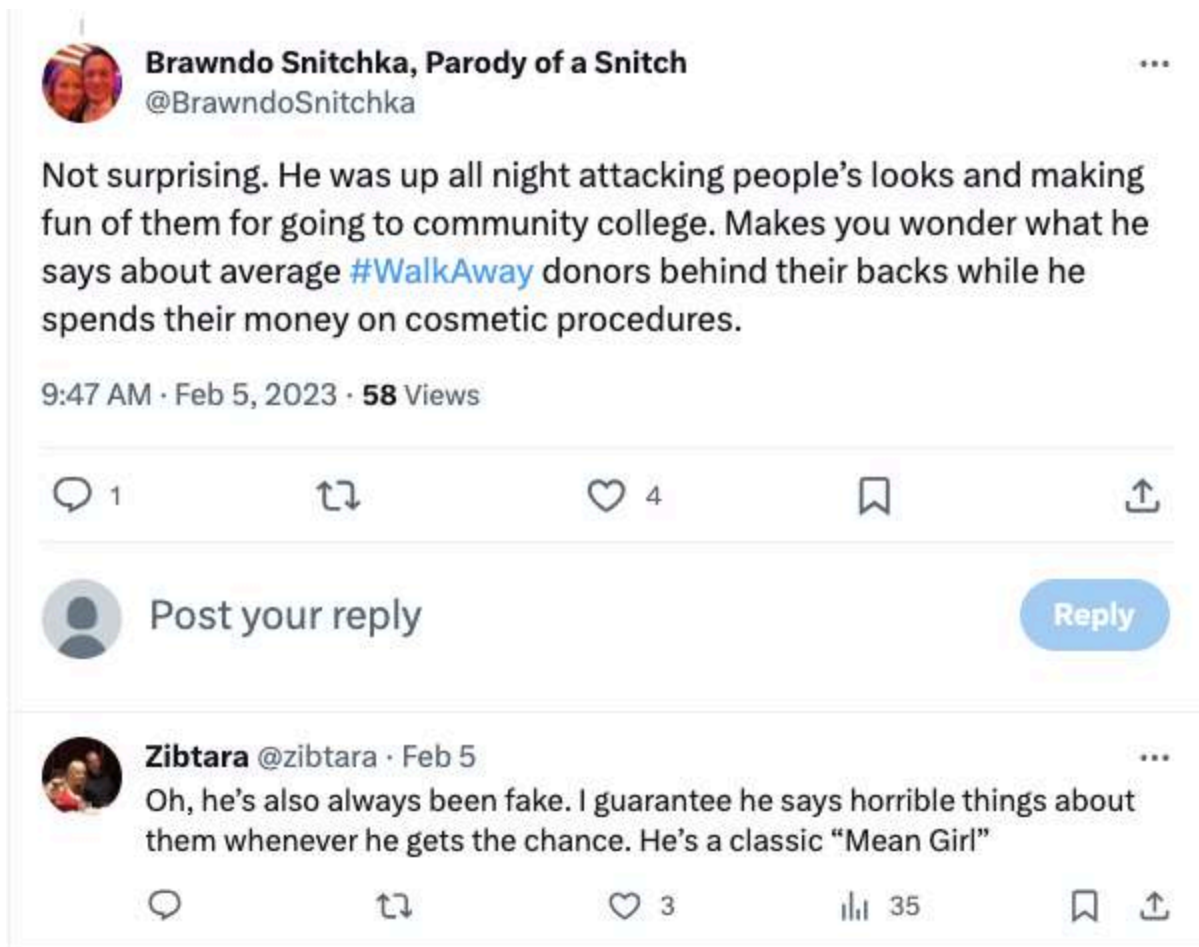 Brawndo Snitchka, Parody of a Snitch
@BrawndoSnitchka
Not surprising. He was up all night attacking people’s looks and making
fun of them for going to community college. Makes you wonder what he
says about average #WalkAway donors behind their backs while he
spends their money on cosmetic procedures.
9:47 AM · Feb 5, 2023 · 58 Views
1 4
Post your reply
Reply
Zibtara @zibtara · Feb 5
Oh, he’s also always been fake. I guarantee he says horrible things about
them whenever he gets the chance. He’s a classic “Mean Girl”
3 35